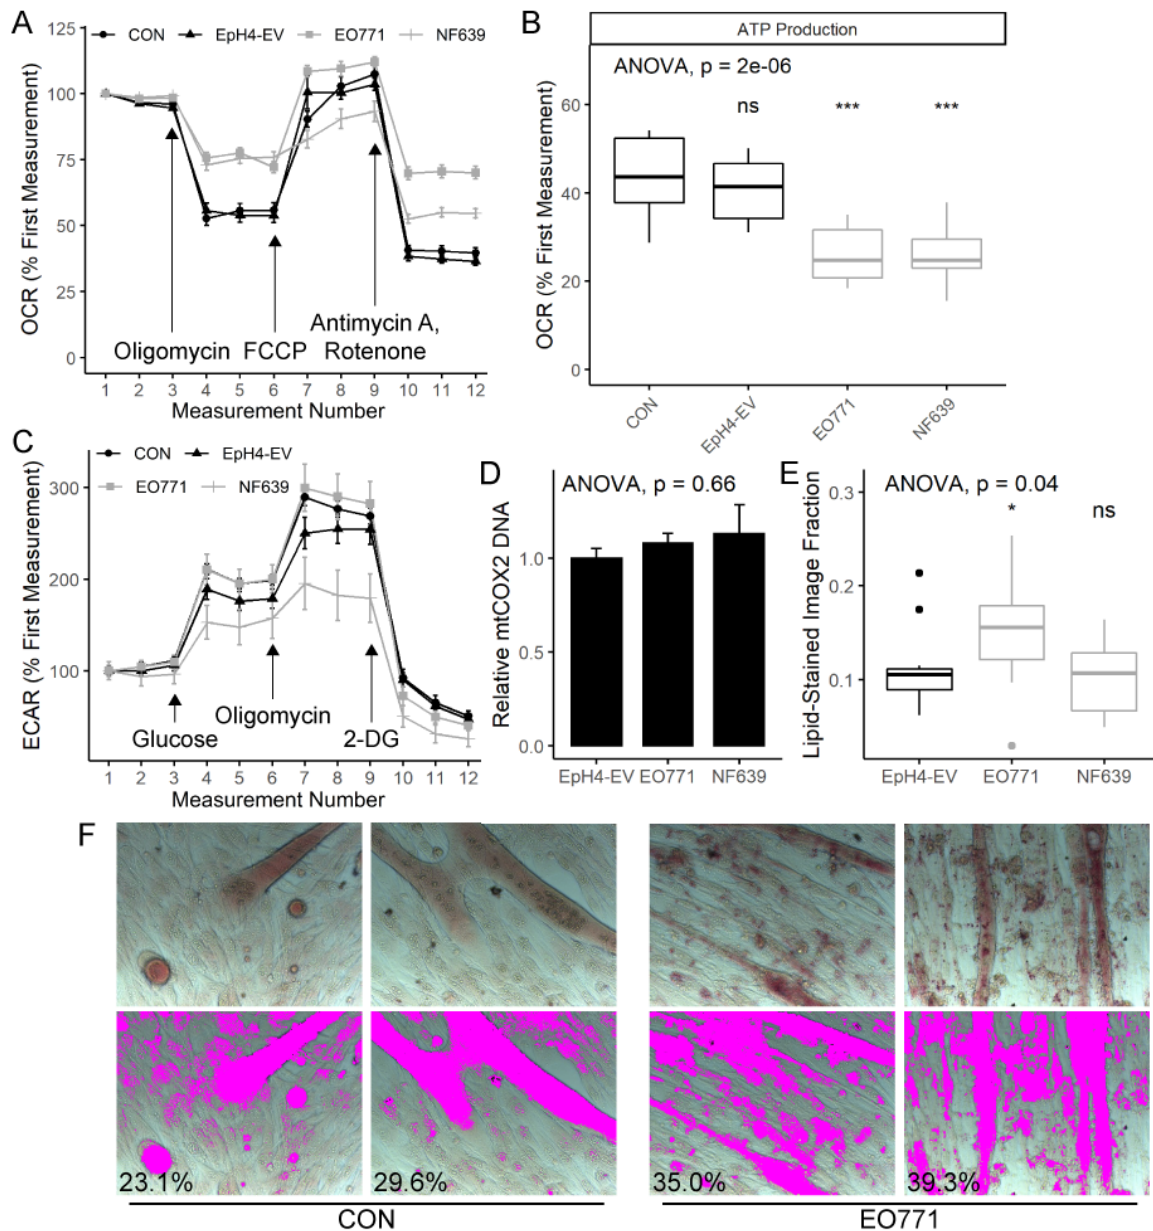 A
CON EpH4-EV EO771 NF639
OCR (% First Measurement)
125
100
75
50
25
0
Oligomycin FCCP Antimycin A,
Rotenone
1 2 3 4 5 6 7 8 9 10 11 12
Measurement Number
B
ATP Production
ANOVA, p = 2e-06
ns *** ***
OCR (% First Measurement)
60
40
20
0
CON EpH4-EV EO771 NF639
C
CON EpH4-EV
EO771 NF639
ECAR (% First Measurement)
300
200
100
Glucose Oligomycin 2-DG
1 2 3 4 5 6 7 8 9 10 11 12
Measurement Number
D
ANOVA, p = 0.66
Relative mtCOX2 DNA
1.0
0.5
0.0
EpH4-EV EO771 NF639
E
ANOVA, p = 0.04
* ns
Lipid-Stained Image Fraction
0.3
0.2
0.1
EpH4-EV EO771 NF639
F
23.1% 29.6% 35.0% 39.3%
CON EO771